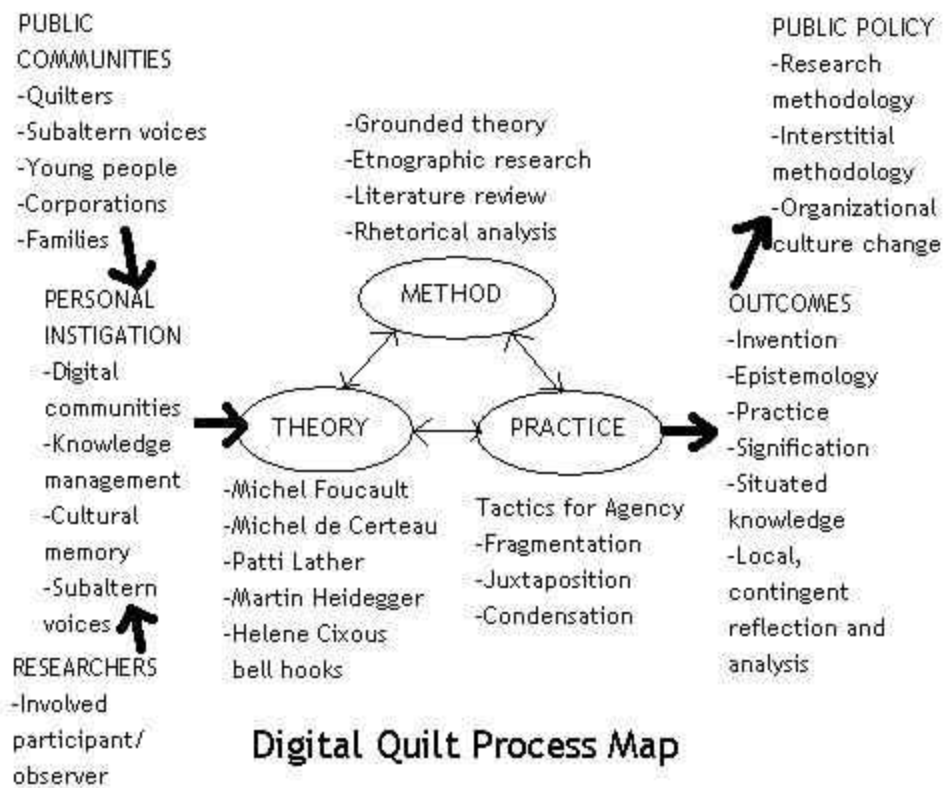 PUBLIC
COMMUNITIES
-Quilters
-Subaltern voices
-Young people
-Corporations
-Families
PERSONAL
INSTIGATION
-Digital
communities
-Knowledge
management
-Cultural
memory
-Subaltern
voices
RESEARCHERS
-Involved
participant/
observer
-Grounded theory
-Etnographic research
-Literature review
-Rhetorical analysis
METHOD
THEORY
-Michel Foucault
-Michel de Certeau
-Patti Lather
-Martin Heidegger
-Helene Cixous
bell hooks
PRACTICE
Tactics for Agency
-Fragmentation
-Juxtaposition
-Condensation
PUBLIC POLICY
-Research
methodology
-Interstitial
methodology
-Organizational
culture change
OUTCOMES
-Invention
-Epistemology
-Practice
-Signification
-Situated
knowledge
-Local,
contingent
reflection and
analysis
Digital Quilt Process Map